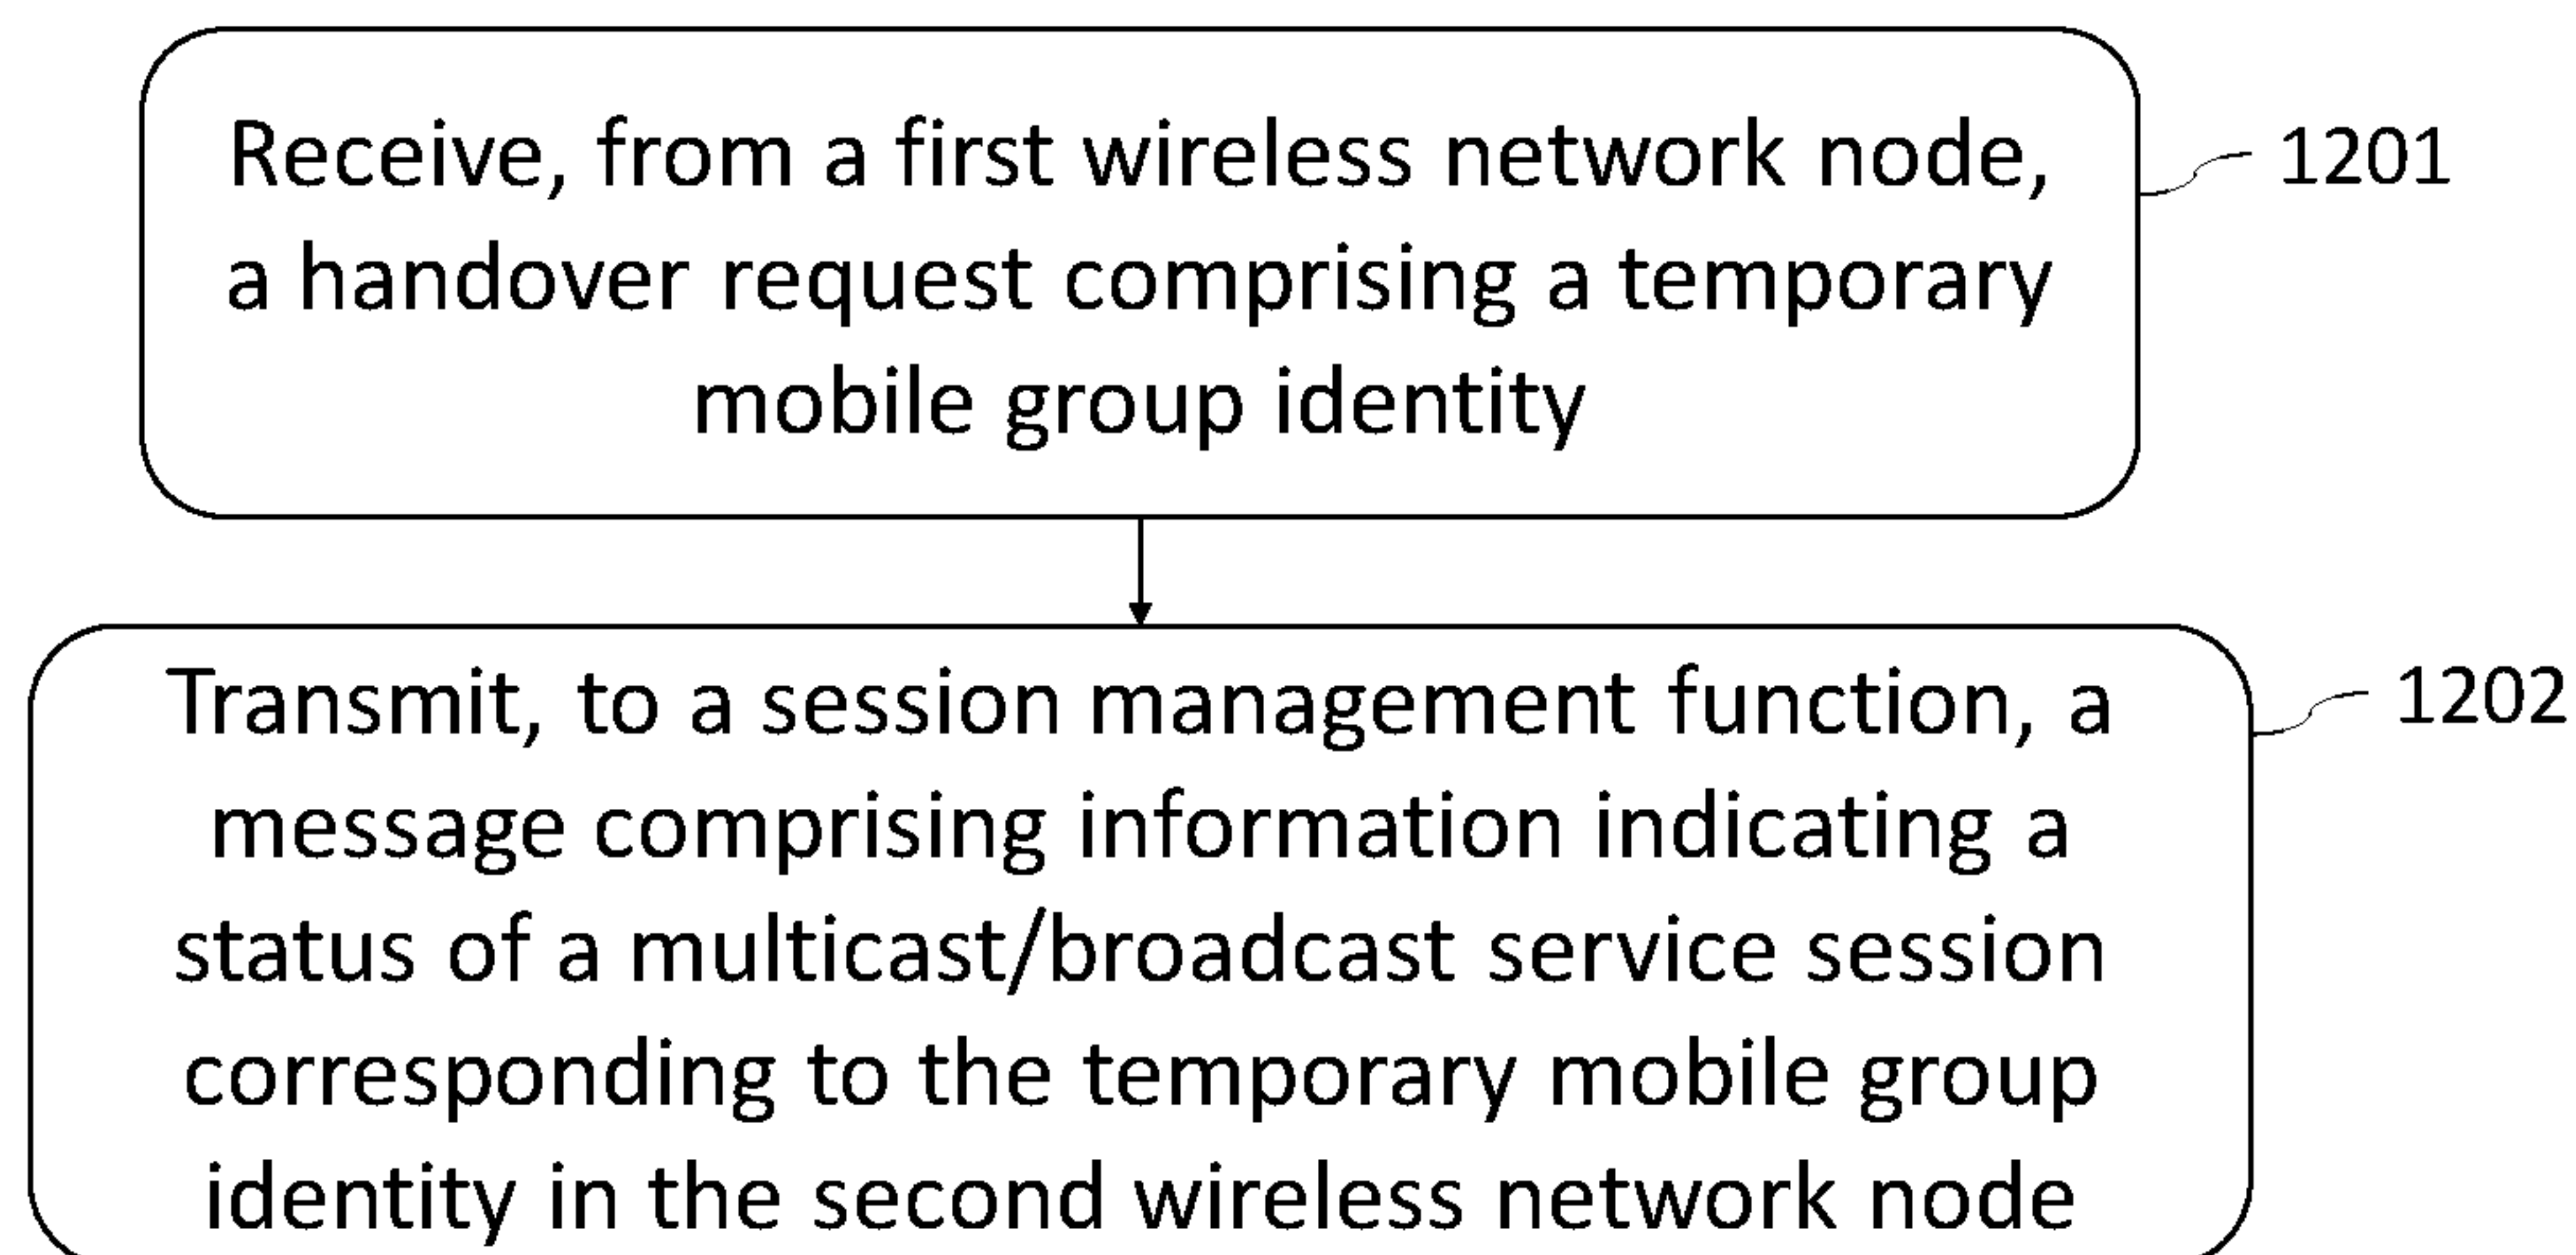 Receive, from a first wireless network node,
a handover request comprising a temporary
mobile group identity
1201
Transmit, to a session management function, a
message comprising information indicating a
status of a multicast/broadcast service session
corresponding to the temporary mobile group
identity in the second wireless network node
1202